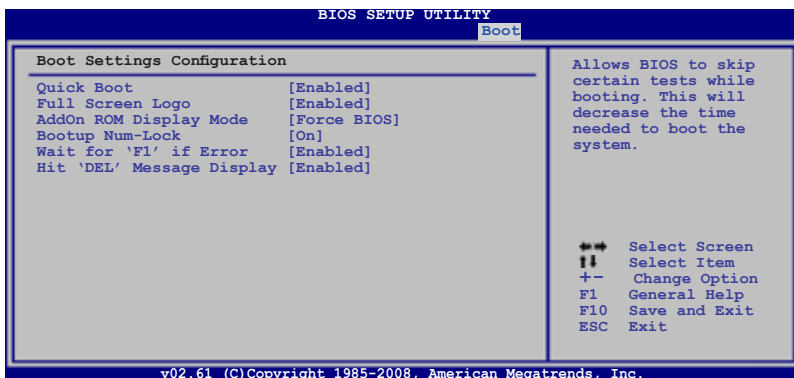 BIOS SETUP UTILITY
Boot
Boot Settings Configuration
Quick Boot [Enabled]
Full Screen Logo [Enabled]
AddOn ROM Display Mode [Force BIOS]
Bootup Num-Lock [On]
Wait for ‘F1’ if Error [Enabled]
Hit ‘DEL’ Message Display [Enabled]
Allows BIOS to skip
certain tests while
booting. This will
decrease the time
needed to boot the
system.
Select Screen
Select Item
+- Change Option
F1 General Help
F10 Save and Exit
ESC Exit
v02.61 (C)Copyright 1985-2008, American Megatrends, Inc.